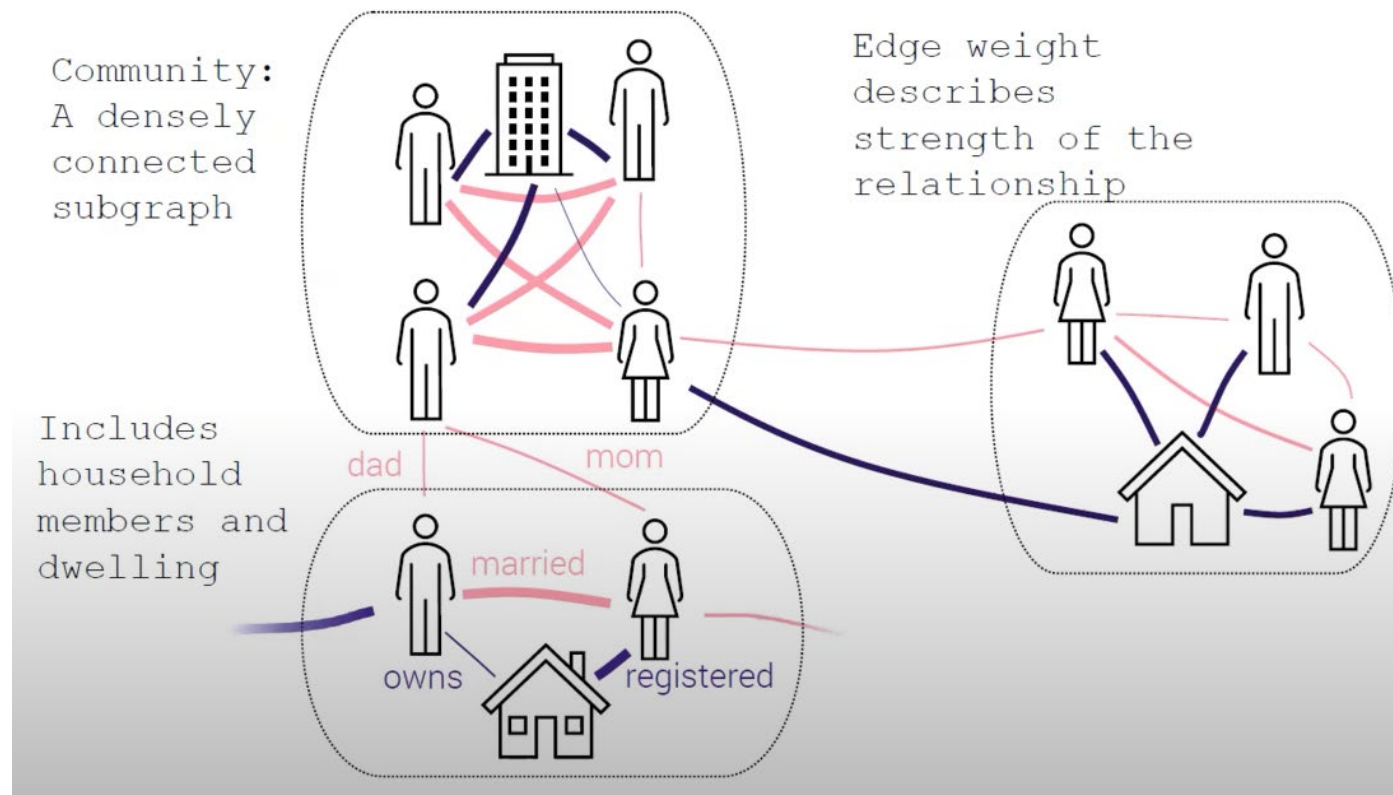 Community:
A densely
connected
subgraph
Edge weight
describes
strength of the
relationship
Includes
household
members and
dwelling
dad
mom
married
owns
registered